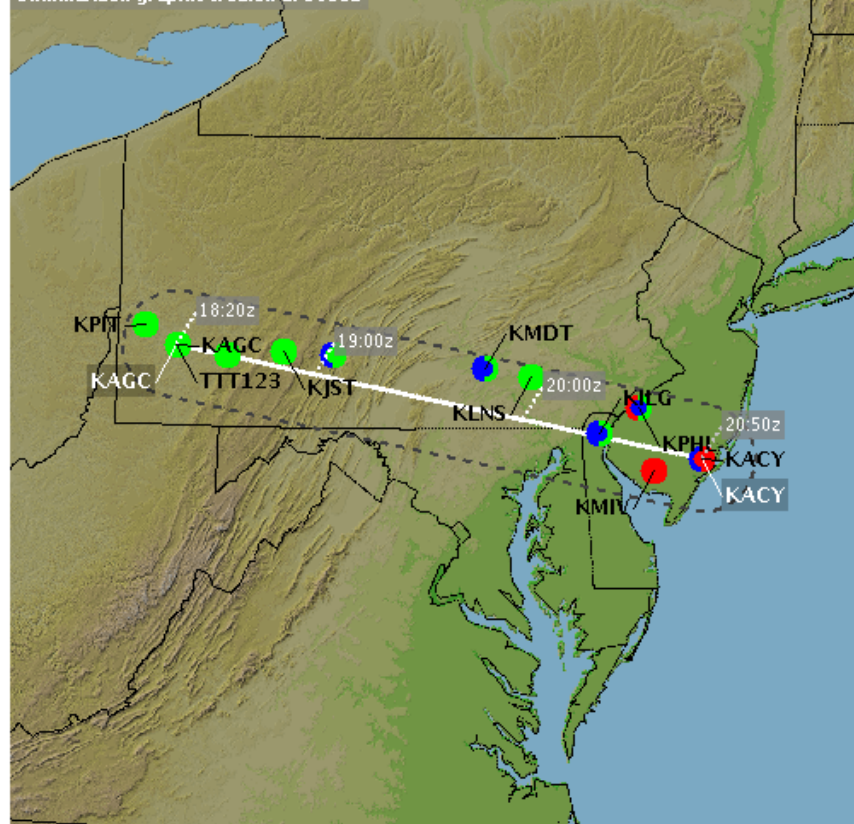 18:20z
KPIT
KAGC
19:00z
KMDT
KAGC
TTT123
KJST
20:00z
KILG
KLNS
20:50z
KPHL
KACY
KACY
KMIV